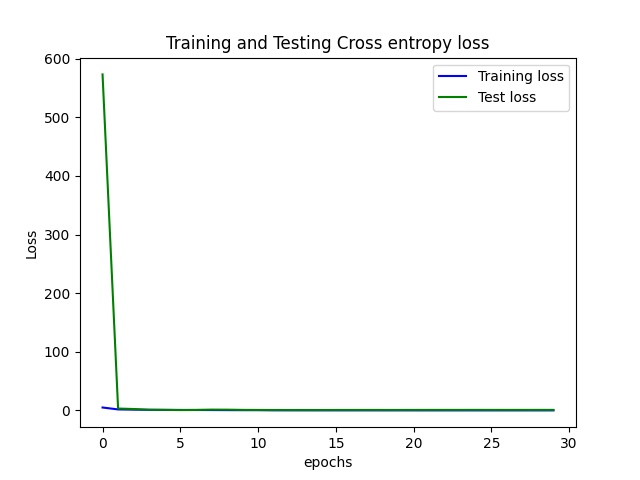 Training and Testing Cross entropy loss
Training loss
Test loss
600
500
400
300
200
100
0
Loss
0 5 10 15 20 25 30
epochs